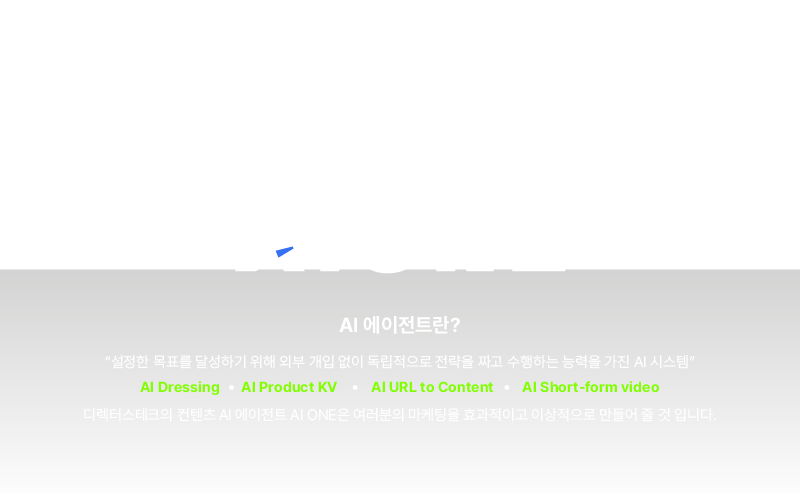 AI 에이전트란?
“설정한 목표를 달성하기 위해 외부 개입 없이 독립적으로 전략을 짜고 수행하는 능력을 가진 AI 시스템”
AI Dressing • AI Product KV • AI URL to Content • AI Short-form video
디렉터스테크의 컨텐츠 AI 에이전트 AI ONE은 여러분의 마케팅을 효과적이고 이상적으로 만들어 줄 것 입니다.